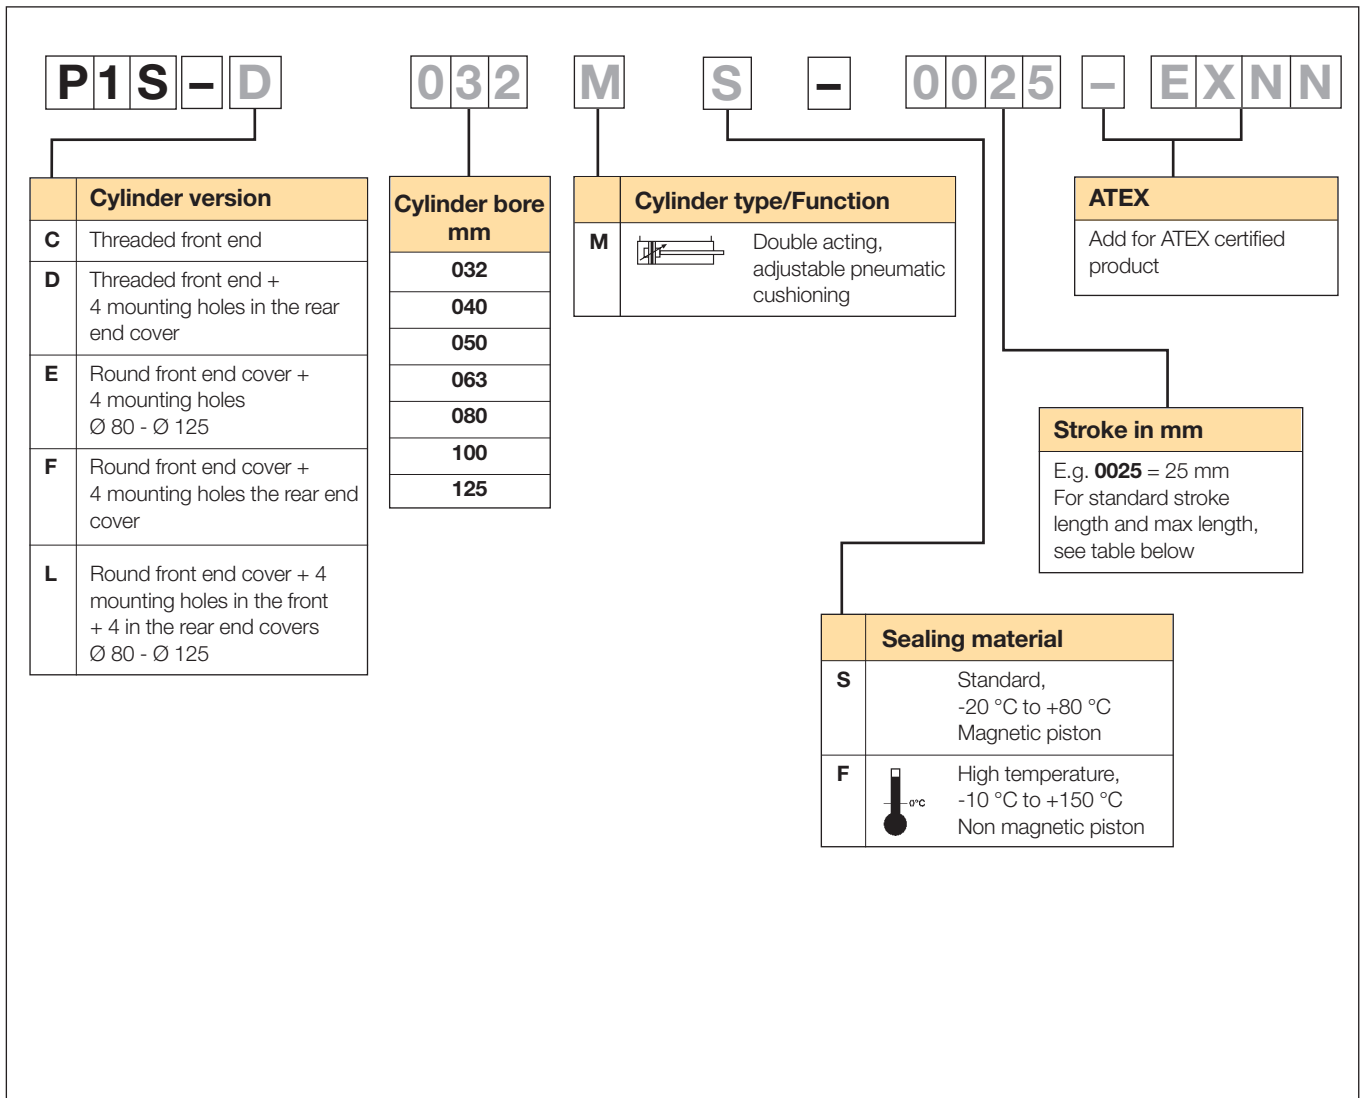 P1S-D 032 M S - 0025 - EXNN
Cylinder version
C Threaded front end
D Threaded front end +
4 mounting holes in the rear
end cover
E Round front end cover +
4 mounting holes
Ø 80 - Ø 125
F Round front end cover +
4 mounting holes the rear end
cover
L Round front end cover + 4
mounting holes in the front
+ 4 in the rear end covers
Ø 80 - Ø 125
Cylinder bore
mm
032
040
050
063
080
100
125
Cylinder type/Function
M Double acting,
adjustable pneumatic
cushioning
ATEX
Add for ATEX certified
product
Stroke in mm
E.g. 0025 = 25 mm
For standard stroke
length and max length,
see table below
Sealing material
S Standard,
-20 °C to +80 °C
Magnetic piston
F High temperature,
0°C -10 °C to +150 °C
Non magnetic piston